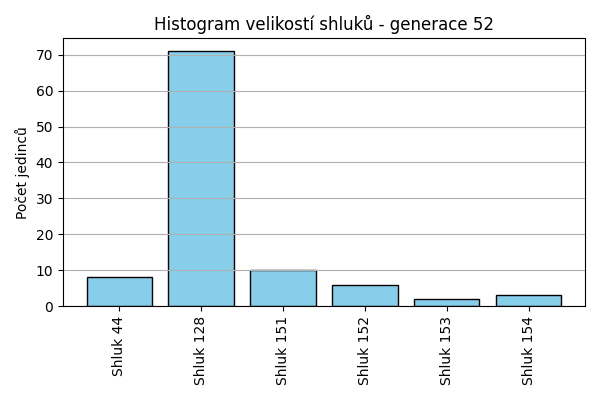 Histogram velikostí shluků - generace 52
Počet jedinců
70
60
50
40
30
20
10
0
Shluk 44
Shluk 128
Shluk 151
Shluk 152
Shluk 153
Shluk 154